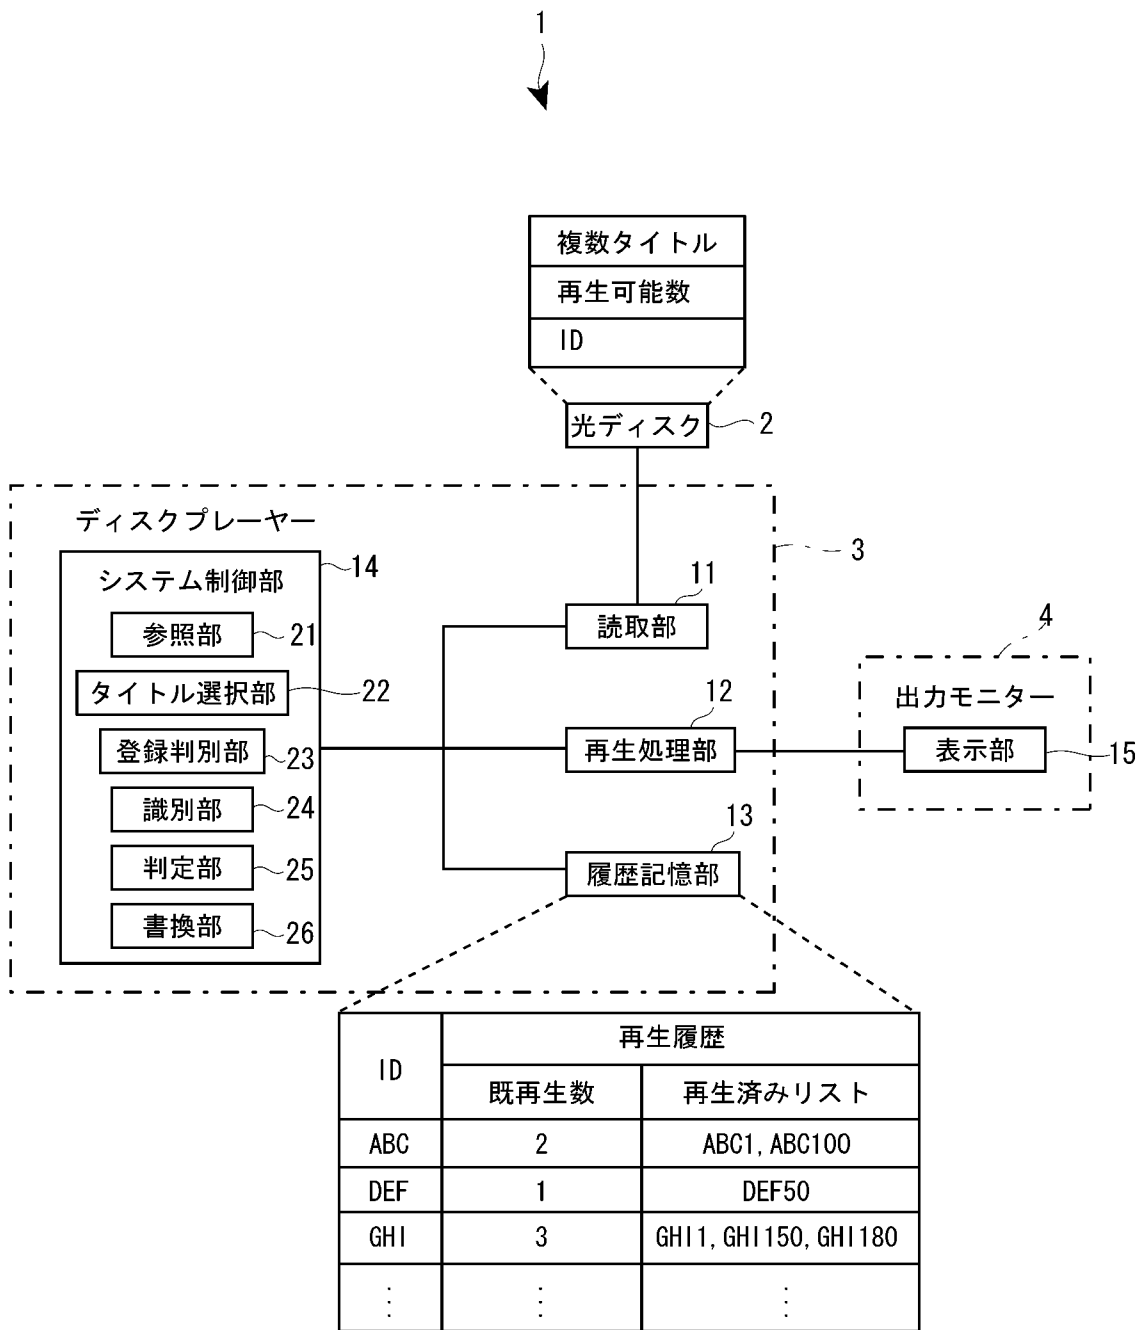 1
複数タイトル
再生可能数
ID
光ディスク 2
ディスクプレーヤー 3
システム制御部 14
参照部 21
タイトル選択部 22
登録判別部 23
識別部 24
判定部 25
書換部 26
読取部 11
再生処理部 12
履歴記憶部 13
4
出力モニター
表示部 15
ID 再生履歴
既再生数 再生済みリスト
ABC 2 ABC1, ABC100
DEF 1 DEF50
GHI 3 GHI1, GHI150, GHI180
⋮ ⋮ ⋮